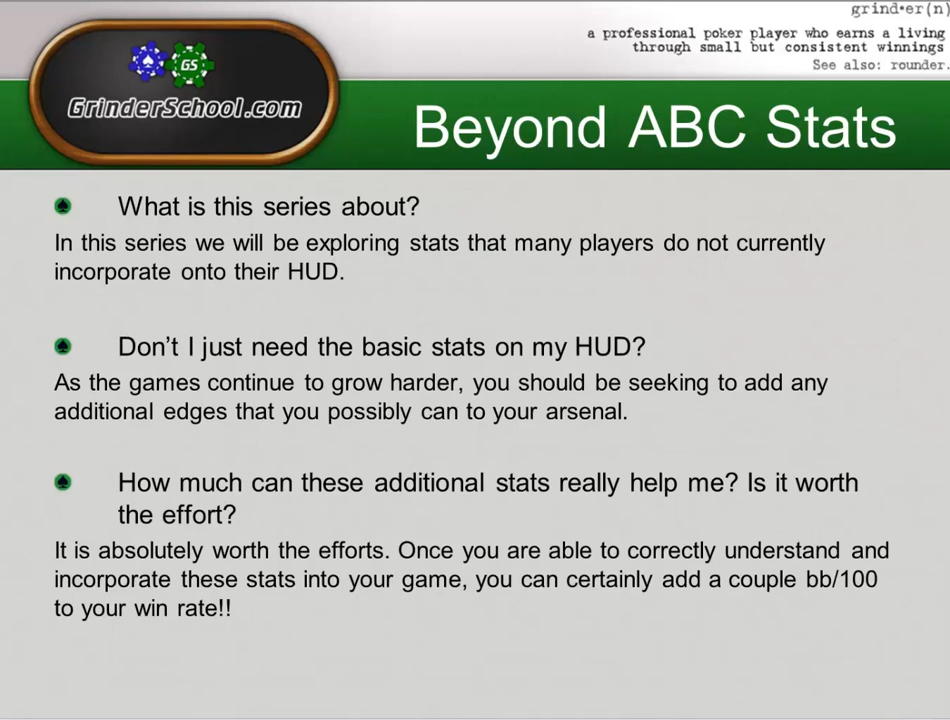 grind•er(n)
a professional poker player who earns a living
through small but consistent winnings
See also: rounder.
GS
GrinderSchool.com
Beyond ABC Stats
What is this series about?
In this series we will be exploring stats that many players do not currently
incorporate onto their HUD.
Don’t I just need the basic stats on my HUD?
As the games continue to grow harder, you should be seeking to add any
additional edges that you possibly can to your arsenal.
How much can these additional stats really help me? Is it worth
the effort?
It is absolutely worth the efforts. Once you are able to correctly understand and
incorporate these stats into your game, you can certainly add a couple bb/100
to your win rate!!